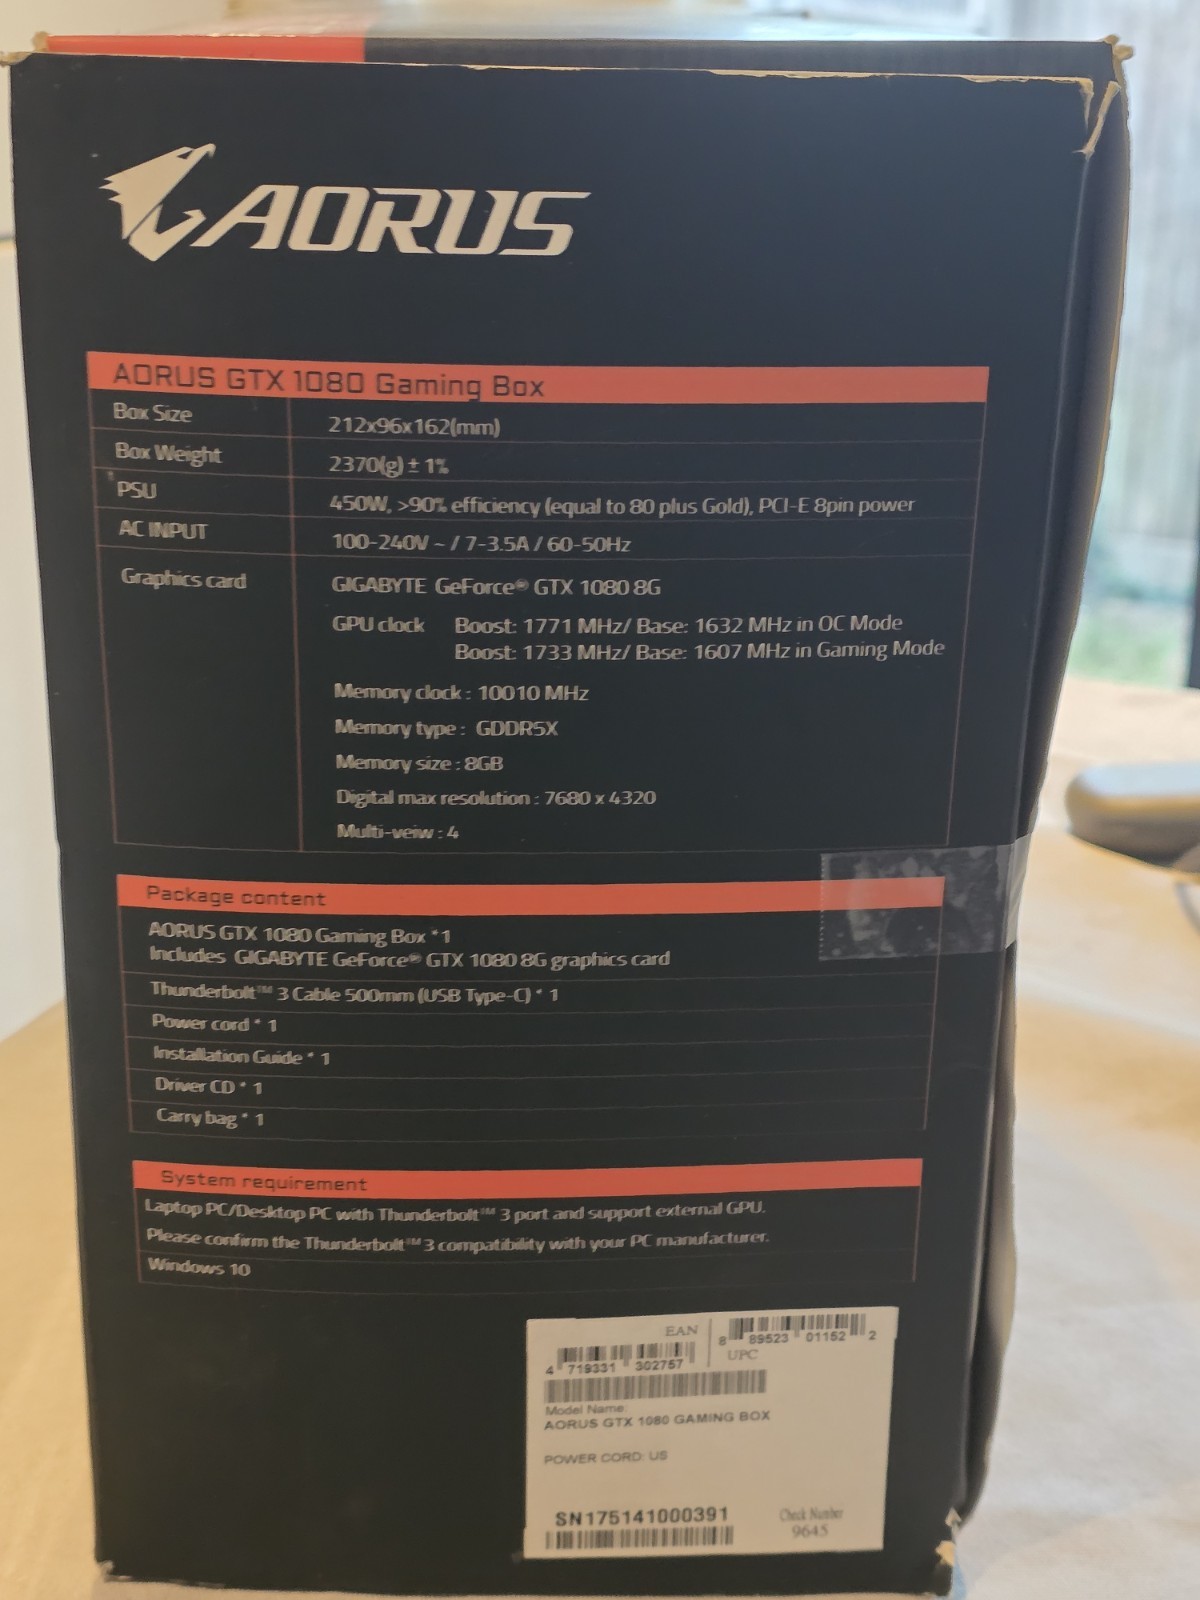 AORUS
AORUS GTX 1080 Gaming Box
Box Size 212x96x162(mm)
Box Weight 2370(g) ± 1%
PSU 450W, >90% efficiency (equal to 80 plus Gold), PCI-E 8pin power
AC INPUT 100-240V ~ / 7-3.5A / 60-50Hz
Graphics card GIGABYTE GeForce® GTX 1080 8G
GPU clock Boost: 1771 MHz/ Base: 1632 MHz in OC Mode
Boost: 1733 MHz/ Base: 1607 MHz in Gaming Mode
Memory clock : 10010 MHz
Memory type : GDDR5X
Memory size : 8GB
Digital max resolution : 7680 x 4320
Multi-veiw : 4
Package content
AORUS GTX 1080 Gaming Box *1
Includes GIGABYTE GeForce® GTX 1080 8G graphics card
Thunderbolt™ 3 Cable 500mm (USB Type-C) * 1
Power cord * 1
Installation Guide * 1
Driver CD * 1
Carry bag * 1
System requirement
Laptop PC/Desktop PC with Thunderbolt™ 3 port and support external GPU.
Please confirm the Thunderbolt™ 3 compatibility with your PC manufacturer.
Windows 10
EAN
4 719331 302757
8 89523 01152 2
UPC
Model Name:
AORUS GTX 1080 GAMING BOX
POWER CORD: US
SN175141000391
Check Number
9645